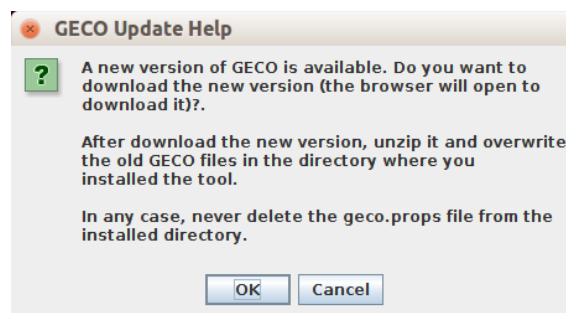 GECO Update Help
?
A new version of GECO is available. Do you want to
download the new version (the browser will open to
download it)?.
After download the new version, unzip it and overwrite
the old GECO files in the directory where you
installed the tool.
In any case, never delete the geco.props file from the
installed directory.
OK Cancel